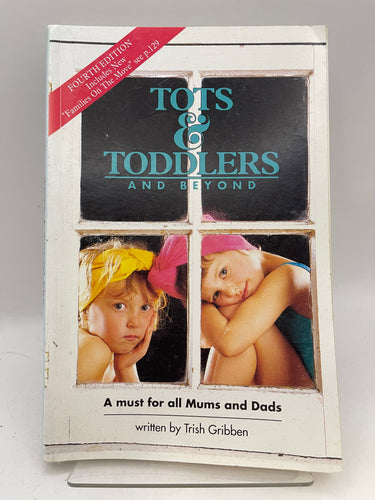 FOURTH EDITION
Includes New
"Families On The Move" see p.129
TOTS
&
TODDLERS
AND BEYOND
A must for all Mums and Dads
written by Trish Gribben